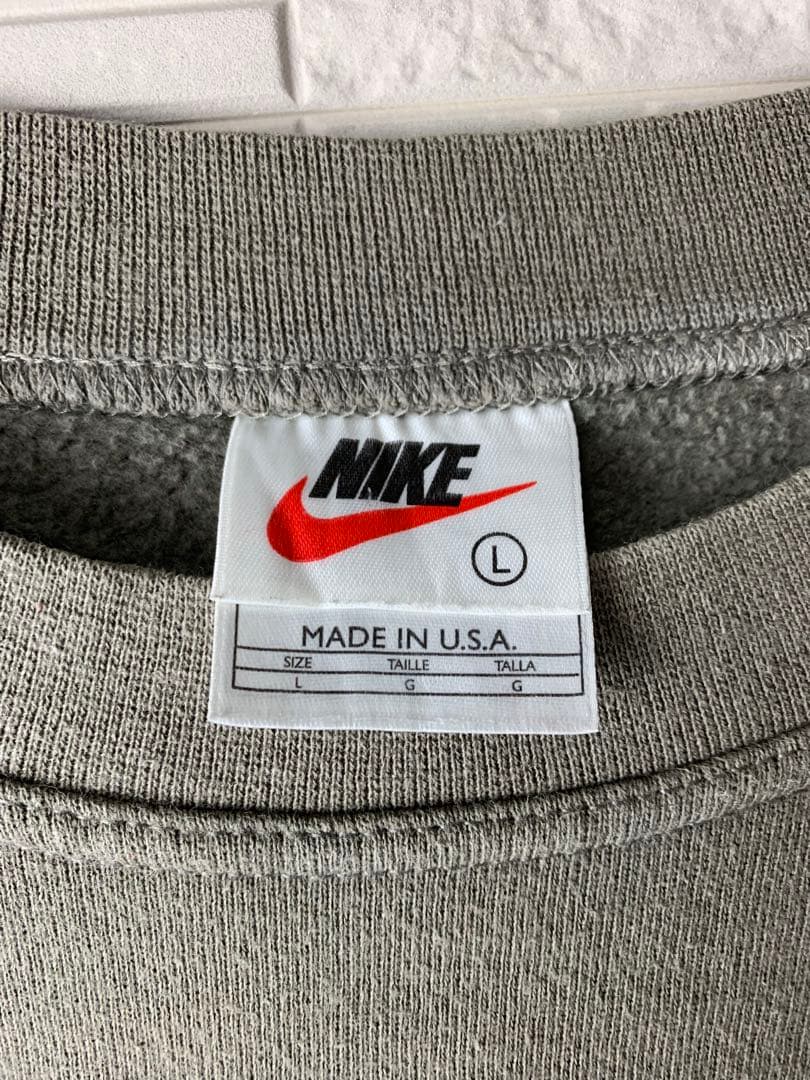 NIKE
L
MADE IN U.S.A.
SIZE TAILLE TALLA
L G G